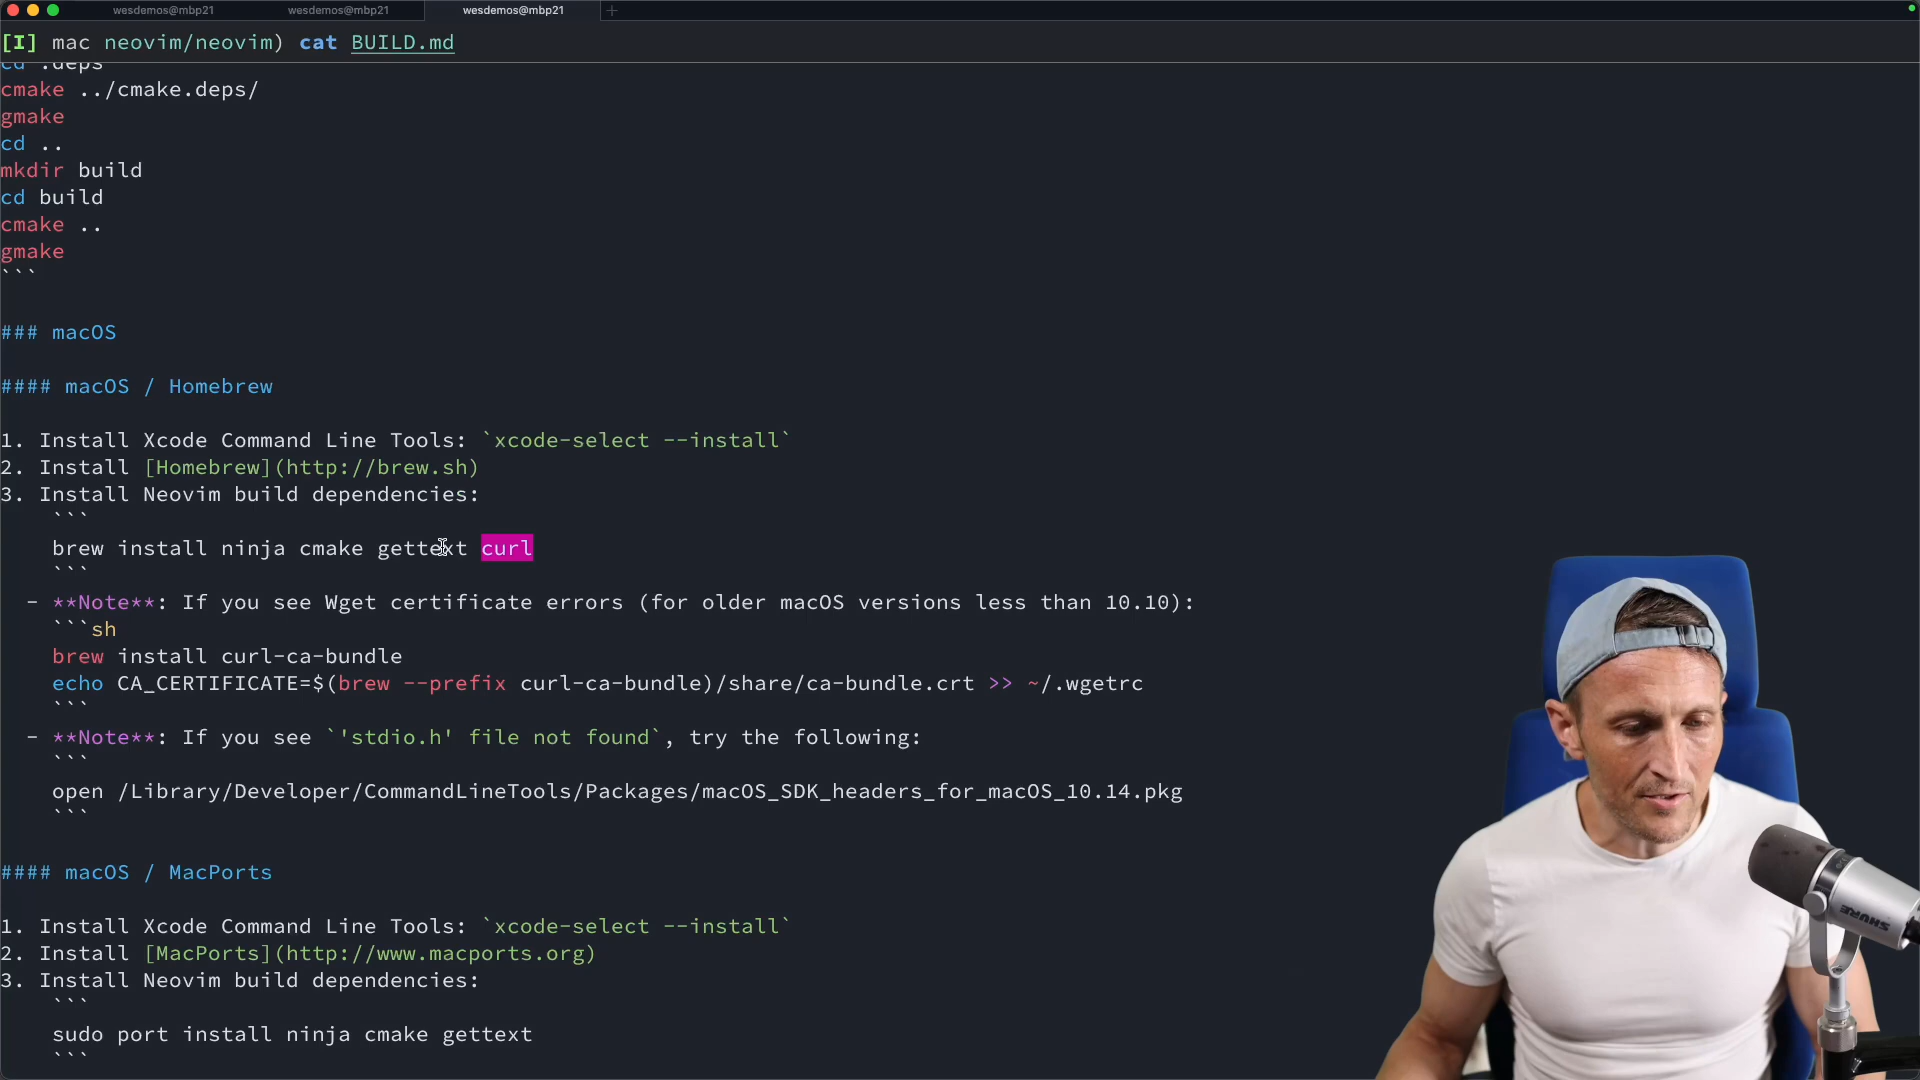 wesdemos@mbp21 wesdemos@mbp21 wesdemos@mbp21 +
[I] mac neovim/neovim) cat BUILD.md
cd .deps
cmake ../cmake.deps/
gmake
cd ..
mkdir build
cd build
cmake ..
gmake
```
### macOS
#### macOS / Homebrew
1. Install Xcode Command Line Tools: `xcode-select --install`
2. Install [Homebrew](http://brew.sh)
3. Install Neovim build dependencies:
```
brew install ninja cmake gettext curl
```
- **Note**: If you see Wget certificate errors (for older macOS versions less than 10.10):
```sh
brew install curl-ca-bundle
echo CA_CERTIFICATE=$(brew --prefix curl-ca-bundle)/share/ca-bundle.crt >> ~/.wgetrc
```
- **Note**: If you see `'stdio.h' file not found`, try the following:
```
open /Library/Developer/CommandLineTools/Packages/macOS_SDK_headers_for_macOS_10.14.pkg
```
#### macOS / MacPorts
1. Install Xcode Command Line Tools: `xcode-select --install`
2. Install [MacPorts](http://www.macports.org)
3. Install Neovim build dependencies:
```
sudo port install ninja cmake gettext
```
SHURE